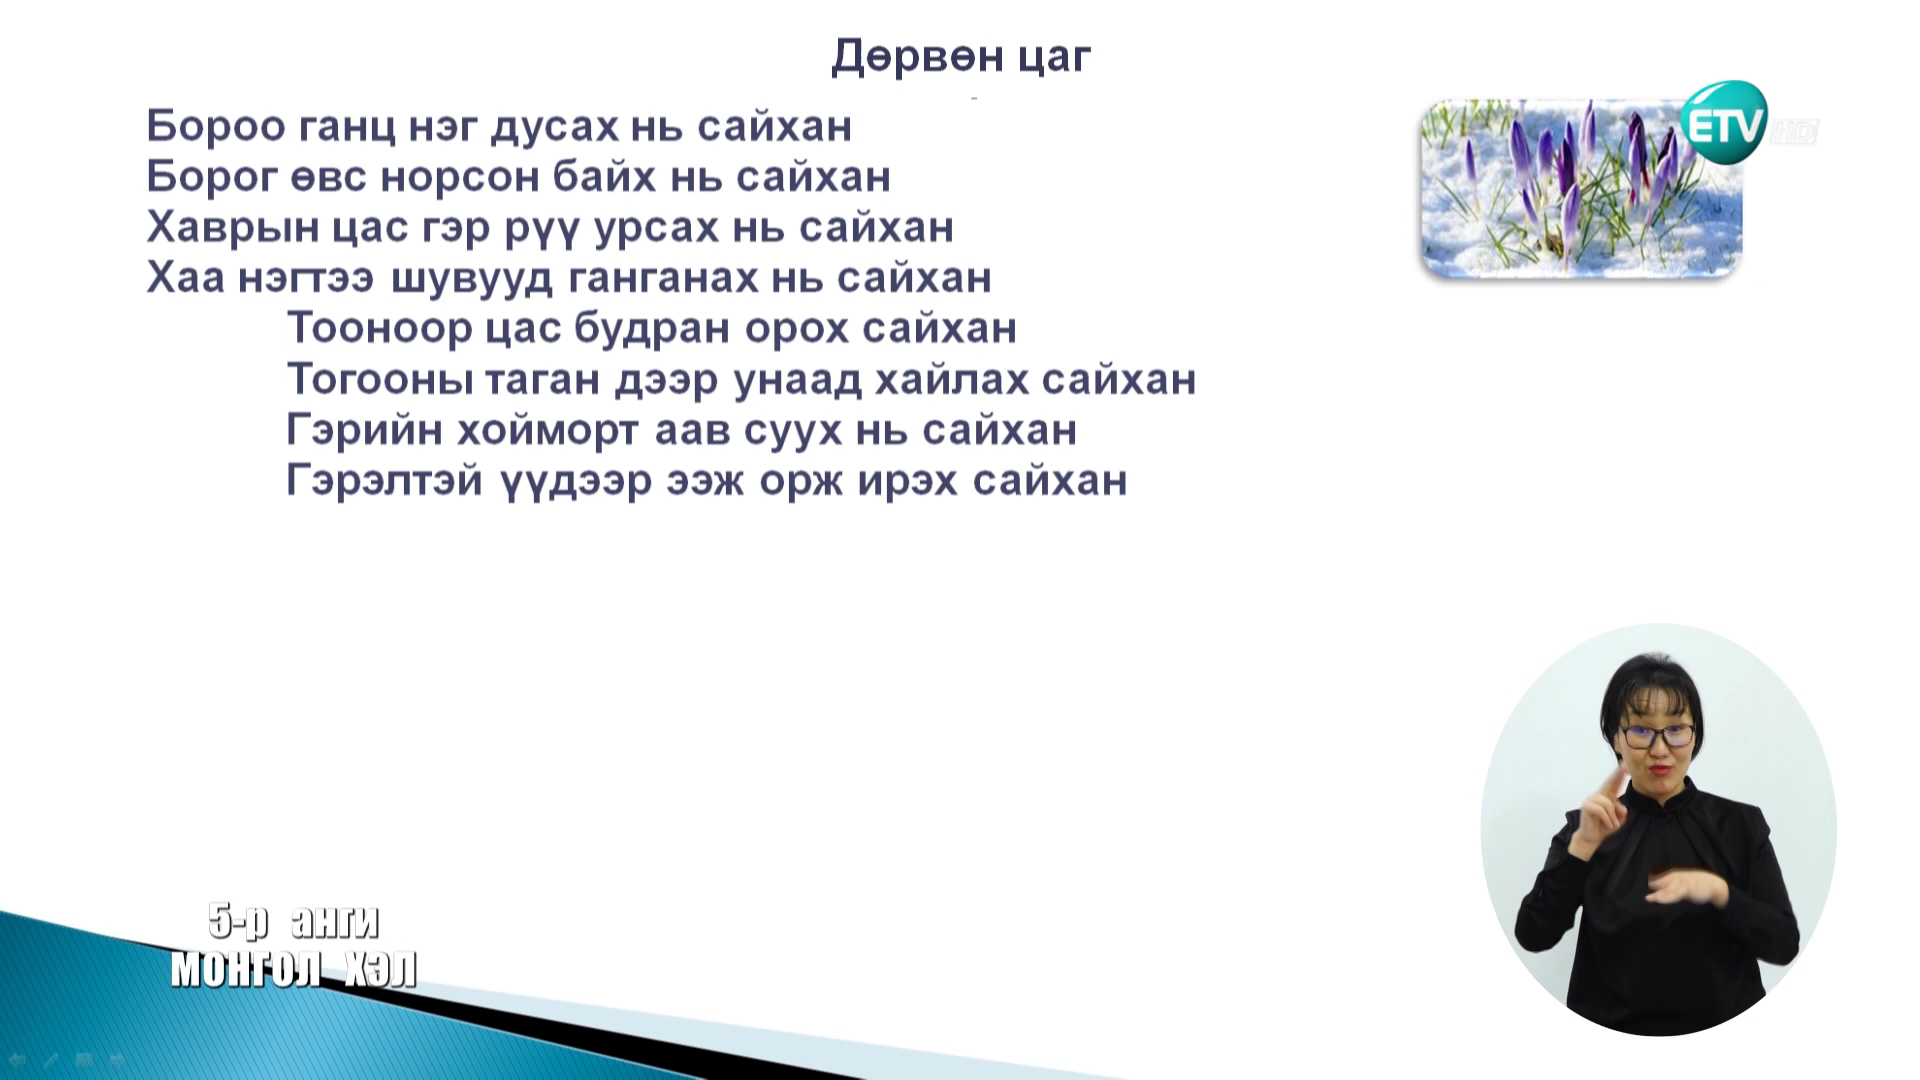 Дөрвөн цаг
Бороо ганц нэг дусах нь сайхан
Борог өвс норсон байх нь сайхан
Хаврын цас гэр рүү урсах нь сайхан
Хаа нэгтээ шувууд ганганах нь сайхан
Тооноор цас будран орох сайхан
Тогооны таган дээр унаад хайлах сайхан
Гэрийн хойморт аав суух нь сайхан
Гэрэлтэй үүдээр ээж орж ирэх сайхан
ETV HD
5-р анги
МОНГОЛ ХЭЛ